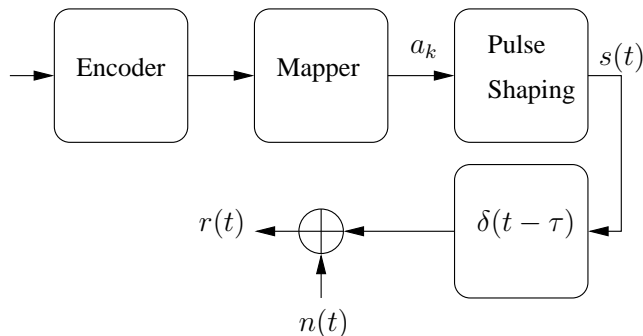 Encoder
Mapper
a_k
Pulse
Shaping
s(t)
r(t)
δ(t − τ)
n(t)